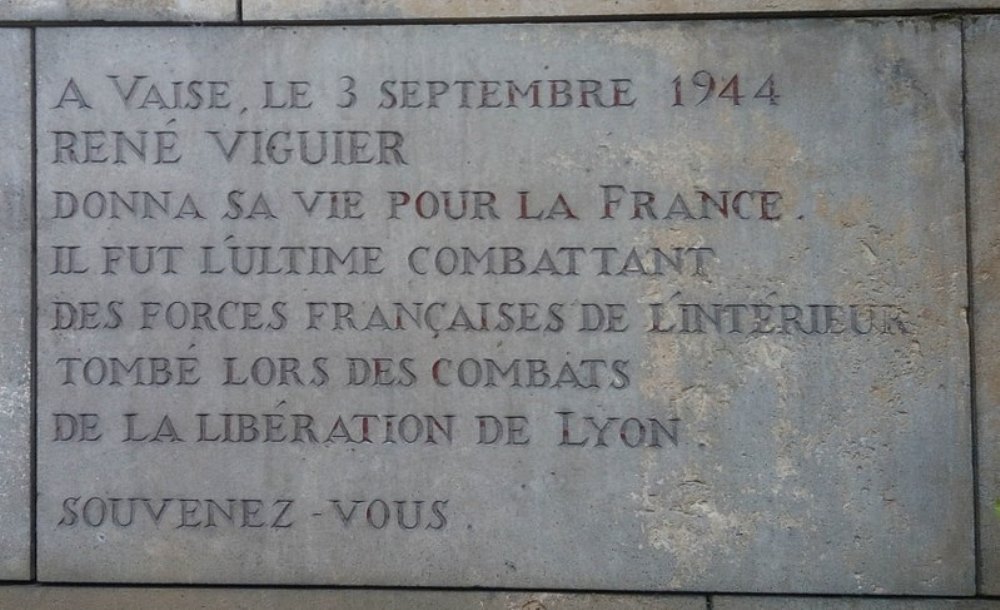 A VAISE, LE 3 SEPTEMBRE 1944
RENÉ VIGUIER
DONNA SA VIE POUR LA FRANCE.
IL FUT L'ULTIME COMBATTANT
DES FORCES FRANÇAISES DE L'INTÉRIEUR
TOMBÉ LORS DES COMBATS
DE LA LIBÉRATION DE LYON.
SOUVENEZ-VOUS.